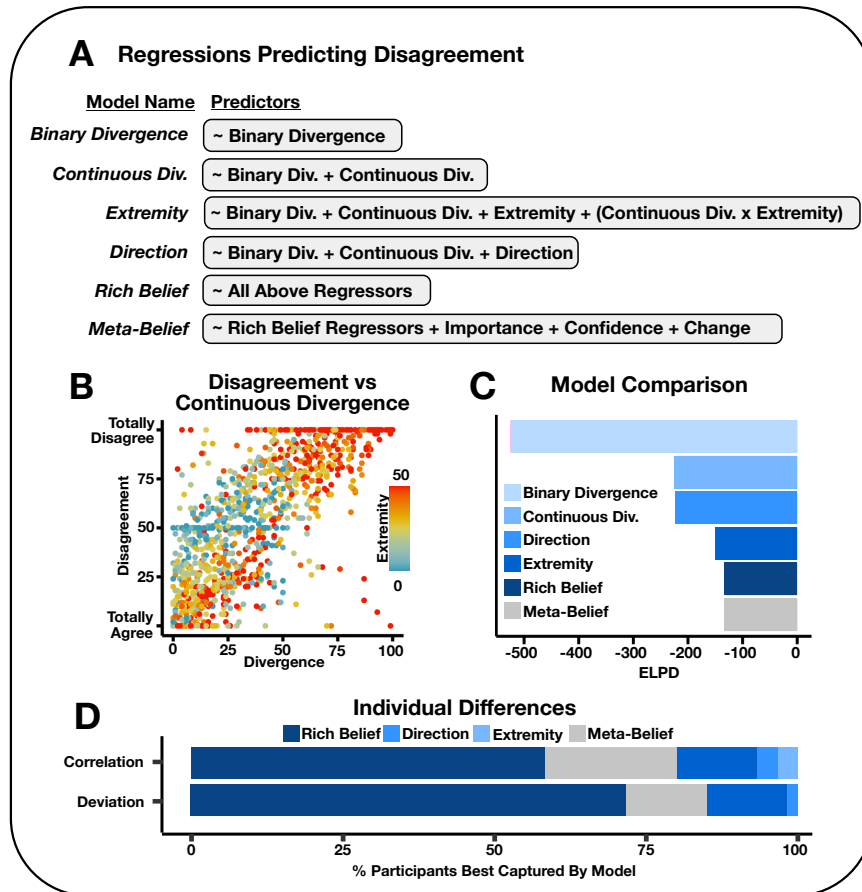 A Regressions Predicting Disagreement
Model Name Predictors
Binary Divergence ~ Binary Divergence
Continuous Div. ~ Binary Div. + Continuous Div.
Extremity ~ Binary Div. + Continuous Div. + Extremity + (Continuous Div. x Extremity)
Direction ~ Binary Div. + Continuous Div. + Direction
Rich Belief ~ All Above Regressors
Meta-Belief ~ Rich Belief Regressors + Importance + Confidence + Change
B Disagreement vs
Continuous Divergence
Totally
Disagree
75
50
25
Totally
Agree
Disagreement
0 25 50 75 100
Divergence
50
Extremity
0
C Model Comparison
Binary Divergence
Continuous Div.
Direction
Extremity
Rich Belief
Meta-Belief
-500 -400 -300 -200 -100 0
ELPD
D Individual Differences
Rich Belief Direction Extremity Meta-Belief
Correlation
Deviation
0 25 50 75 100
% Participants Best Captured By Model